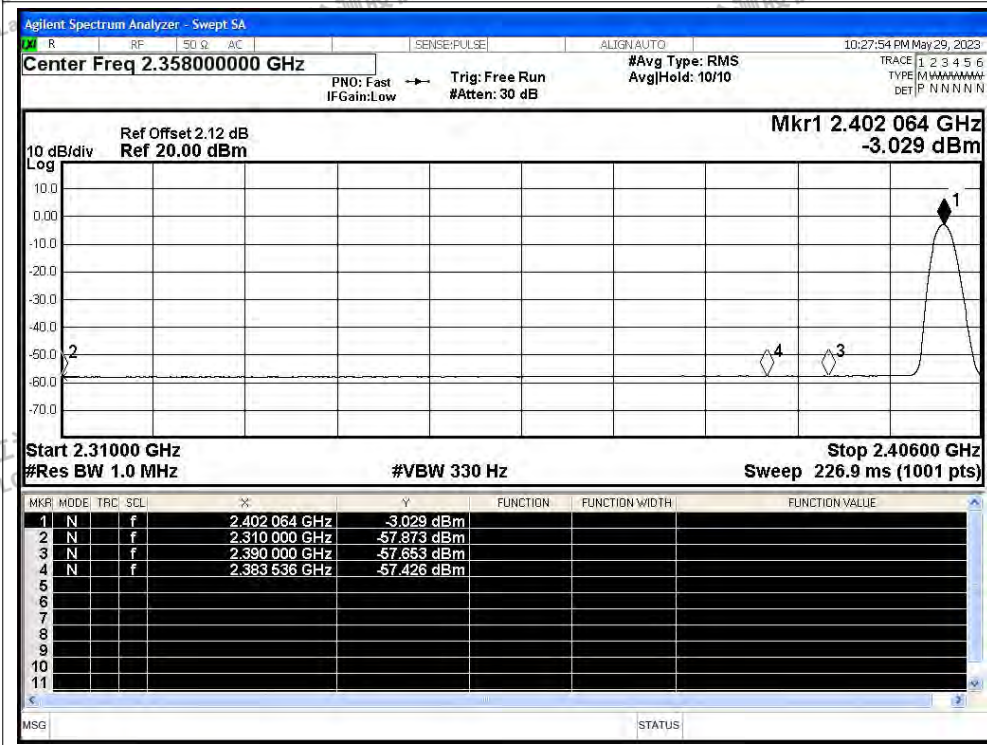 Agilent Spectrum Analyzer - Swept SA
LXI R RF 50 Ω AC SENSE:PULSE ALIGNAUTO 10:27:54 PM May 29, 2023
Center Freq 2.358000000 GHz #Avg Type: RMS TRACE 1 2 3 4 5 6
PNO: Fast Trig: Free Run Avg|Hold: 10/10 TYPE M WWWWW
IFGain:Low #Atten: 30 dB DET P N N N N N
Mkr1 2.402 064 GHz
Ref Offset 2.12 dB -3.029 dBm
10 dB/div Ref 20.00 dBm
Log
10.0
1
0.00
-10.0
-20.0
-30.0
-40.0
-50.0 2 4 3
-60.0
-70.0
Start 2.31000 GHz Stop 2.40600 GHz
#Res BW 1.0 MHz #VBW 330 Hz Sweep 226.9 ms (1001 pts)
MKR MODE TRC SCL X Y FUNCTION FUNCTION WIDTH FUNCTION VALUE
1 N f 2.402 064 GHz -3.029 dBm
2 N f 2.310 000 GHz -57.873 dBm
3 N f 2.390 000 GHz -57.653 dBm
4 N f 2.383 536 GHz -57.426 dBm
5
6
7
8
9
10
11
MSG STATUS